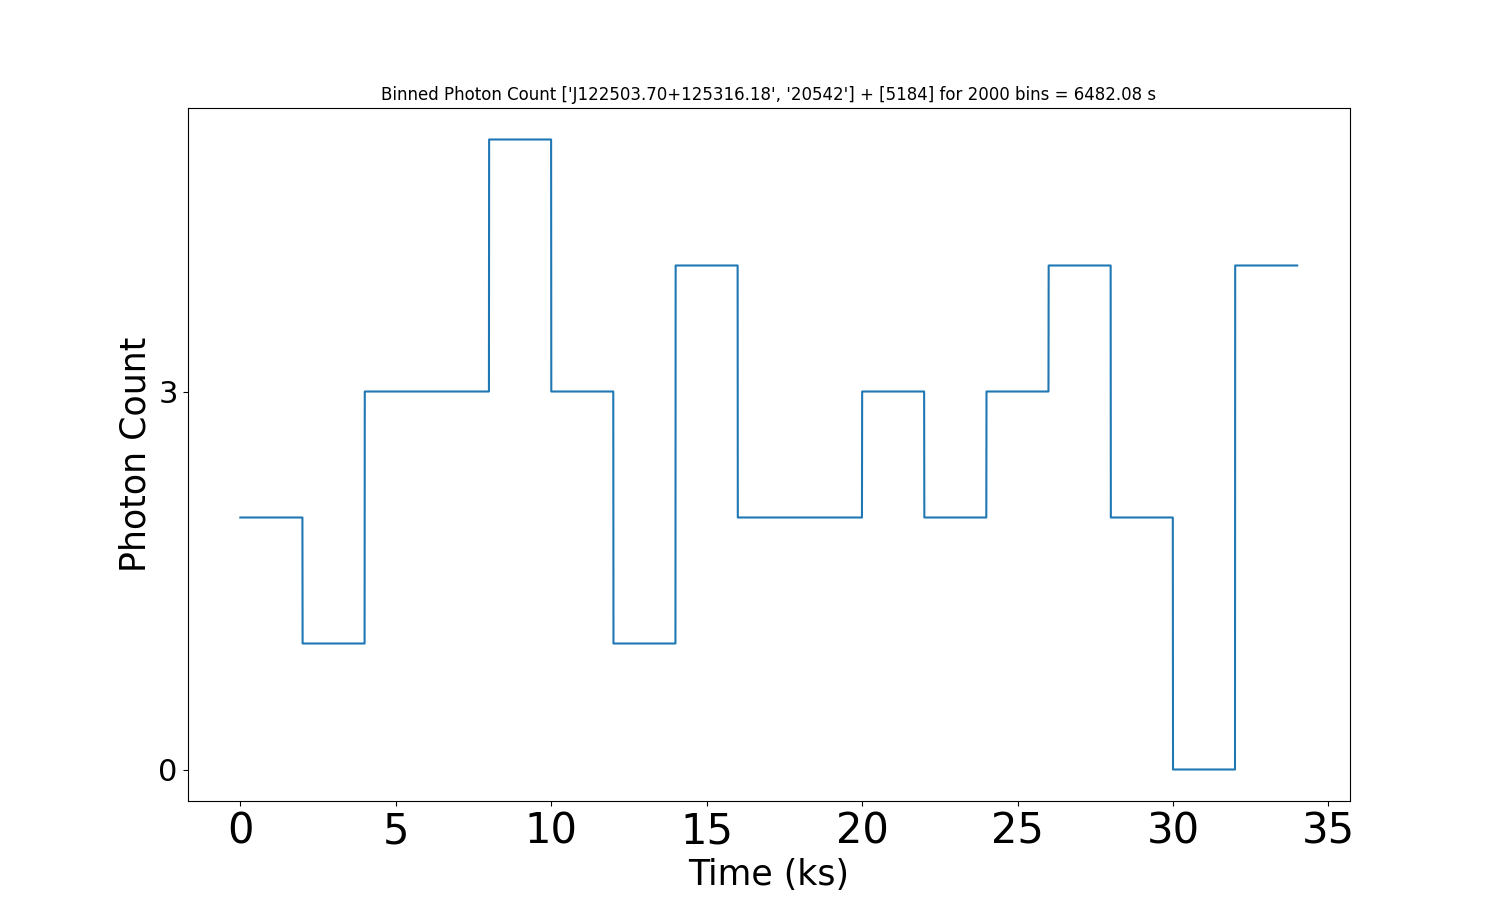 Binned Photon Count ['J122503.70+125316.18', '20542'] + [5184] for 2000 bins = 6482.08 s
Photon Count
3
0
0 5 10 15 20 25 30 35
Time (ks)